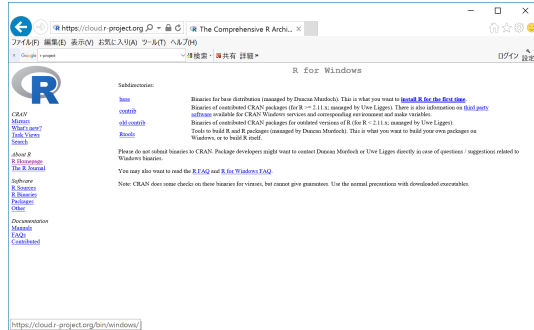 https://cloud.r-project.org
The Comprehensive R Archi...
ファイル(F) 編集(E) 表示(V) お気に入り(A) ツール(T) ヘルプ(H)
Google r-project 検索 共有 詳細 » ログイン 設定
R for Windows
R
CRAN
Mirrors
What's new?
Task Views
Search
About R
R Homepage
The R Journal
Software
R Sources
R Binaries
Packages
Other
Documentation
Manuals
FAQs
Contributed
Subdirectories:
base Binaries for base distribution (managed by Duncan Murdoch). This is what you want to install R for the first time.
contrib Binaries of contributed CRAN packages (for R >= 2.11.x; managed by Uwe Ligges). There is also information on third party
software available for CRAN Windows services and corresponding environment and make variables.
old contrib Binaries of contributed CRAN packages for outdated versions of R (for R < 2.11.x; managed by Uwe Ligges).
Rtools Tools to build R and R packages (managed by Duncan Murdoch). This is what you want to build your own packages on
Windows, or to build R itself.
Please do not submit binaries to CRAN. Package developers might want to contact Duncan Murdoch or Uwe Ligges directly in case of questions / suggestions related to
Windows binaries.
You may also want to read the R FAQ and R for Windows FAQ.
Note: CRAN does some checks on these binaries for viruses, but cannot give guarantees. Use the normal precautions with downloaded executables.
https://cloud.r-project.org/bin/windows/